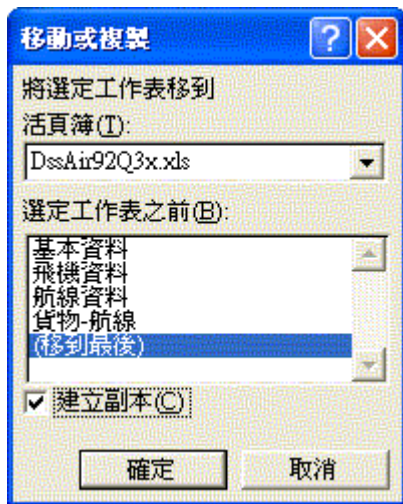 移動或複製
將選定工作表移到
活頁簿(T):
DssAir92Q3x.xls
選定工作表之前(B):
基本資料
飛機資料
航線資料
貨物-航線
(移到最後)
建立副本(C)
確定
取消